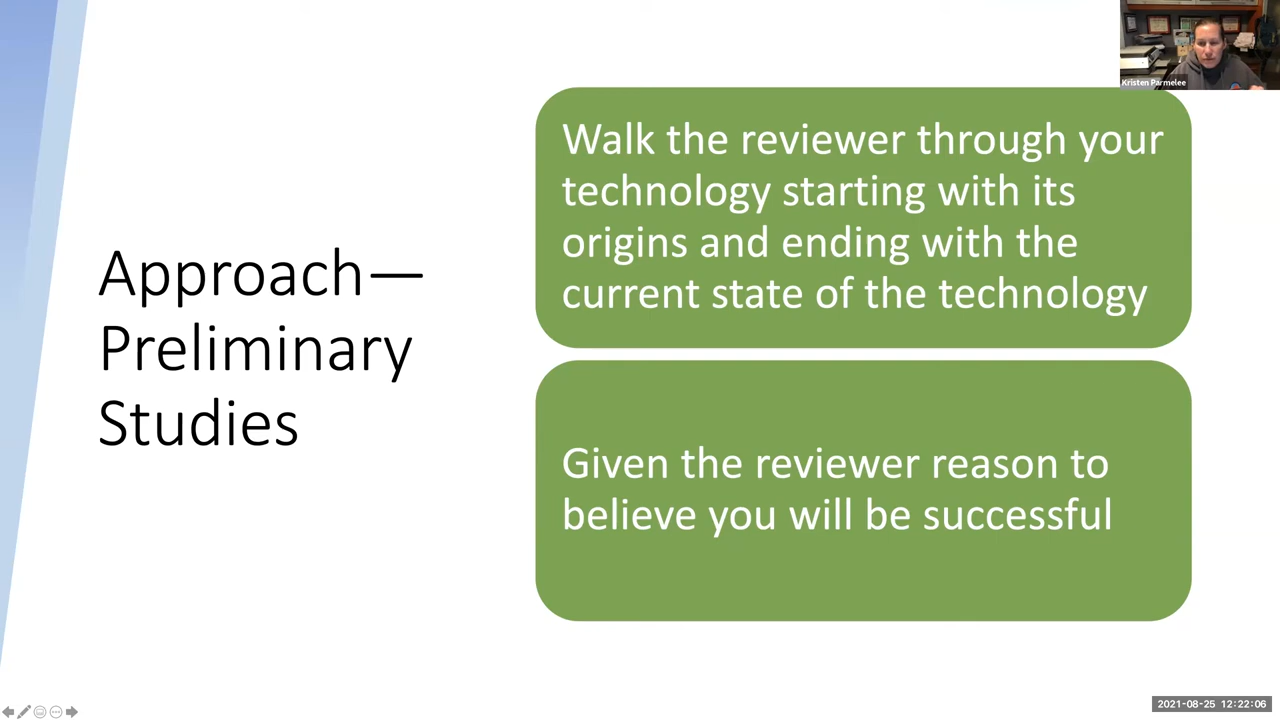 Approach—
Preliminary
Studies
Walk the reviewer through your
technology starting with its
origins and ending with the
current state of the technology
Given the reviewer reason to
believe you will be successful
Kristen Parmelee
2021-08-25 12:22:06